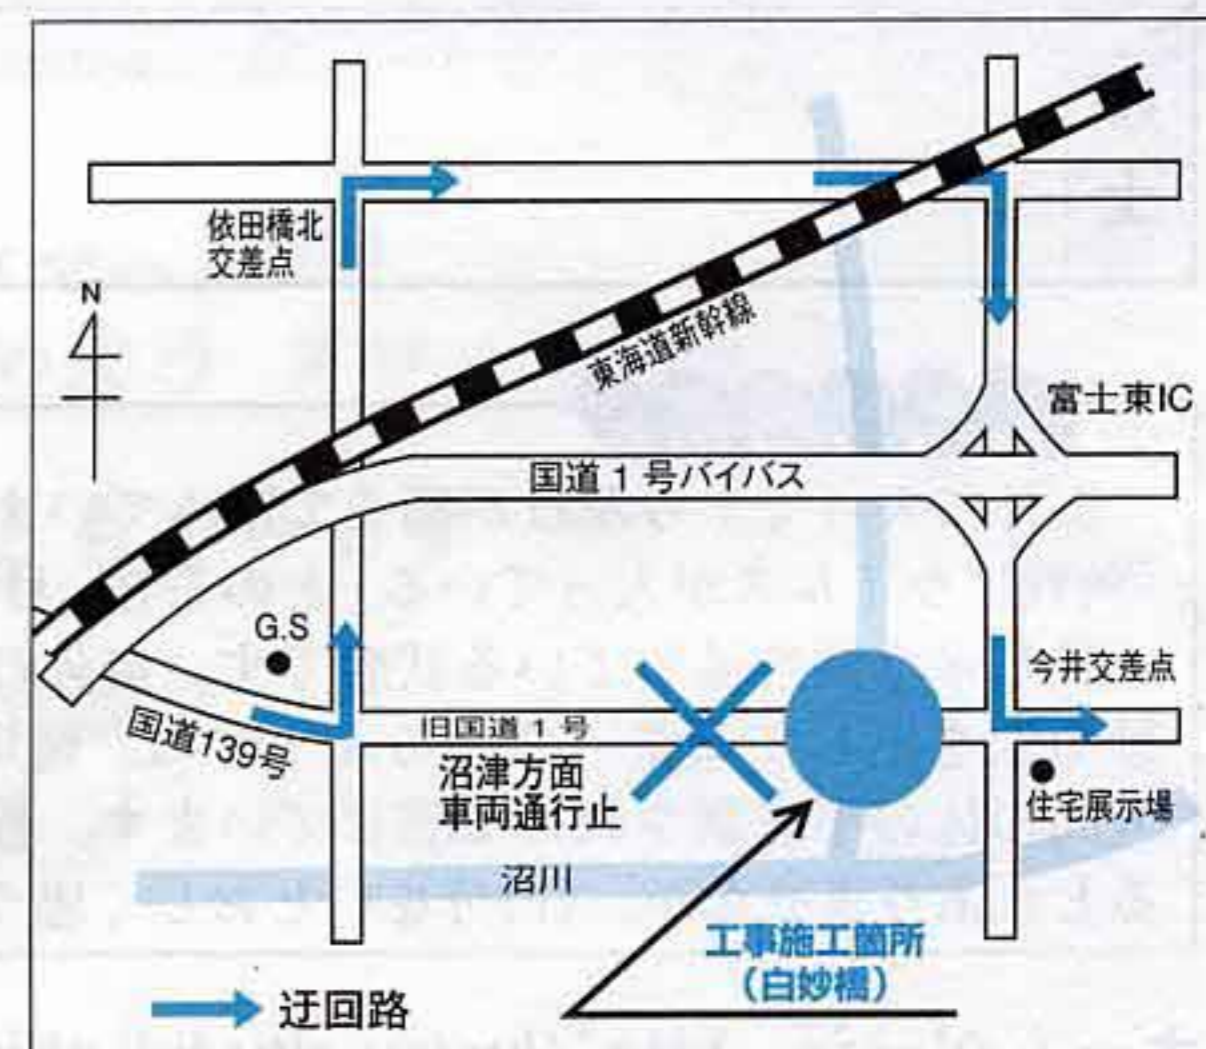 依田橋北
交差点
N
東海道新幹線
富士東IC
国道1号バイパス
G.S
今井交差点
国道139号
旧国道1号
沼津方面
車両通行止
住宅展示場
沼川
工事施工箇所
(白妙橋)
迂回路